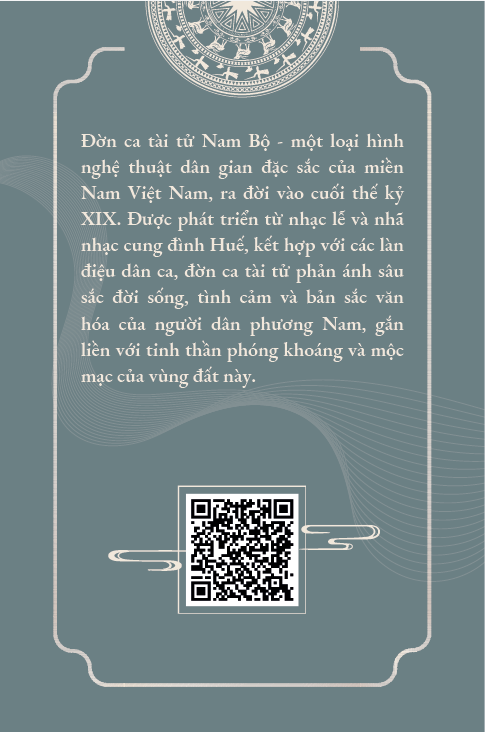 Đờn ca tài tử Nam Bộ - một loại hình
nghệ thuật dân gian đặc sắc của miền
Nam Việt Nam, ra đời vào cuối thế kỷ
XIX. Được phát triển từ nhạc lễ và nhã
nhạc cung đình Huế, kết hợp với các làn
điệu dân ca, đờn ca tài tử phản ánh sâu
sắc đời sống, tình cảm và bản sắc văn
hóa của người dân phương Nam, gắn
liền với tinh thần phóng khoáng và mộc
mạc của vùng đất này.